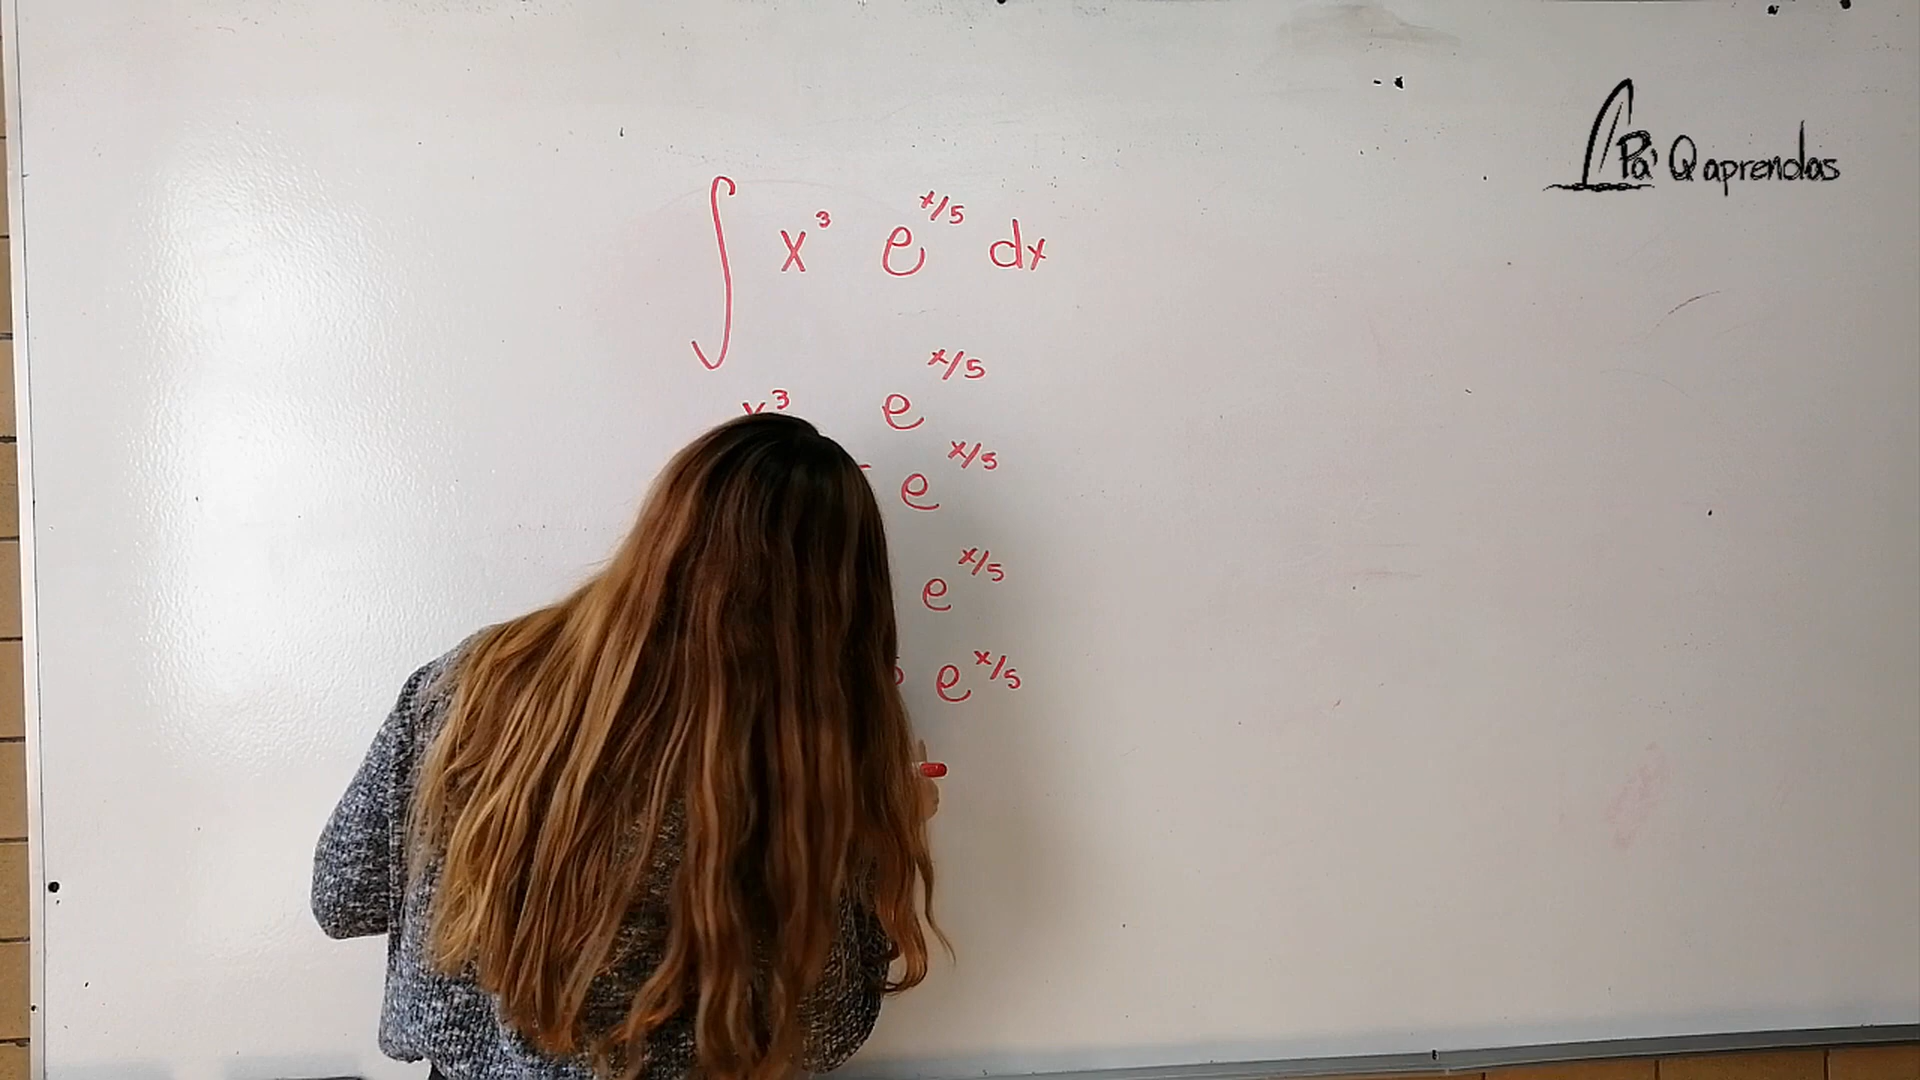 Pa' Q aprendas
∫ x³ e^(x/5) dx
x³ e^(x/5)
e^(x/5)
e^(x/5)
e^(x/5)